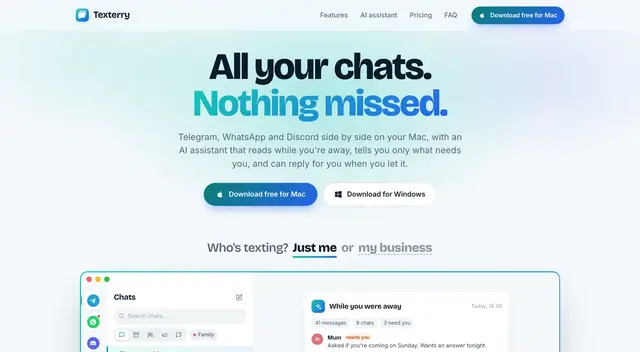 Texterry
Features
AI assistant
Pricing
FAQ
Download free for Mac
All your chats.
Nothing missed.
Telegram, WhatsApp and Discord side by side on your Mac, with an
AI assistant that reads while you're away, tells you only what needs
you, and can reply for you when you let it.
Download free for Mac
Download for Windows
Who's texting? Just me or my business
Chats
Search chats...
Family
While you were away
Today, 18:30
41 messages
9 chats
3 need you
M
Mum needs you
Asked if you're coming on Sunday. Wants an answer tonight.